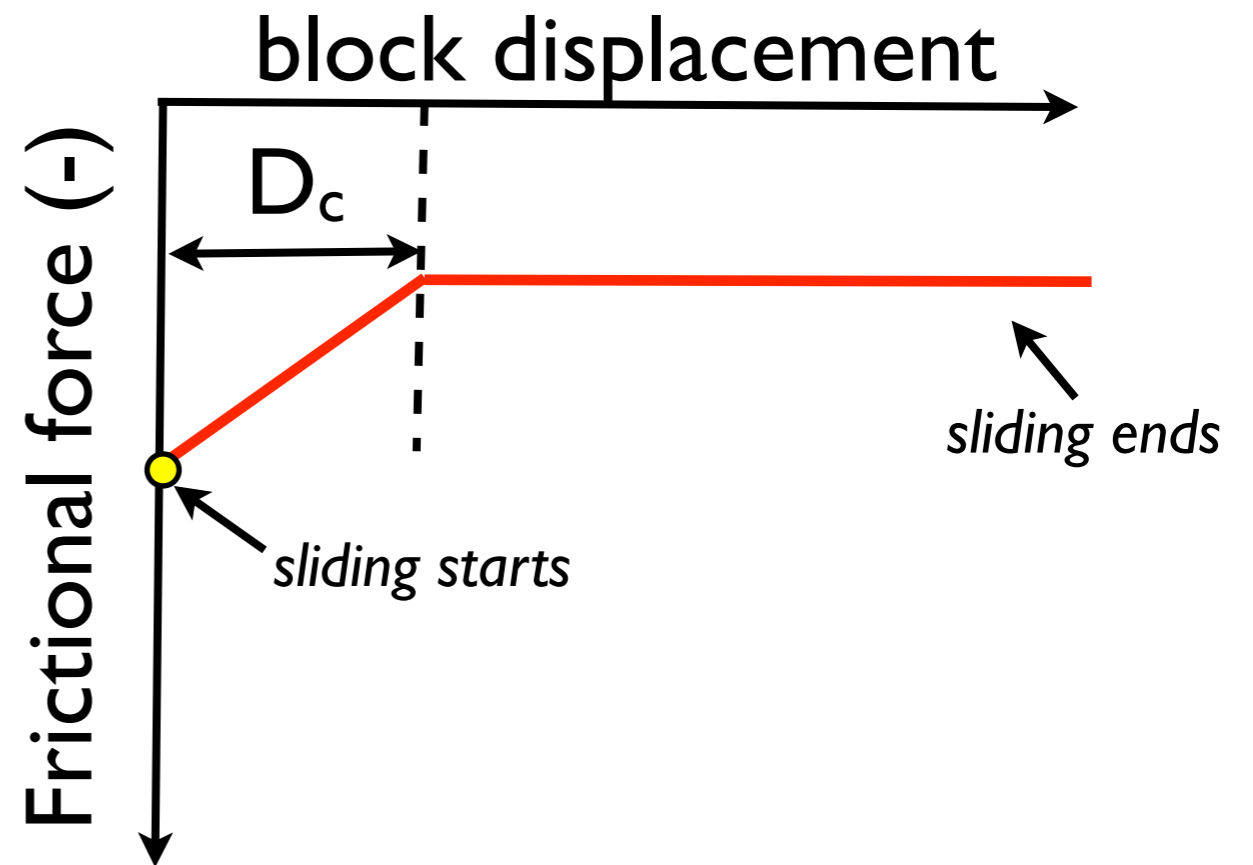 block displacement
Frictional force (-)
Dc
sliding ends
sliding starts